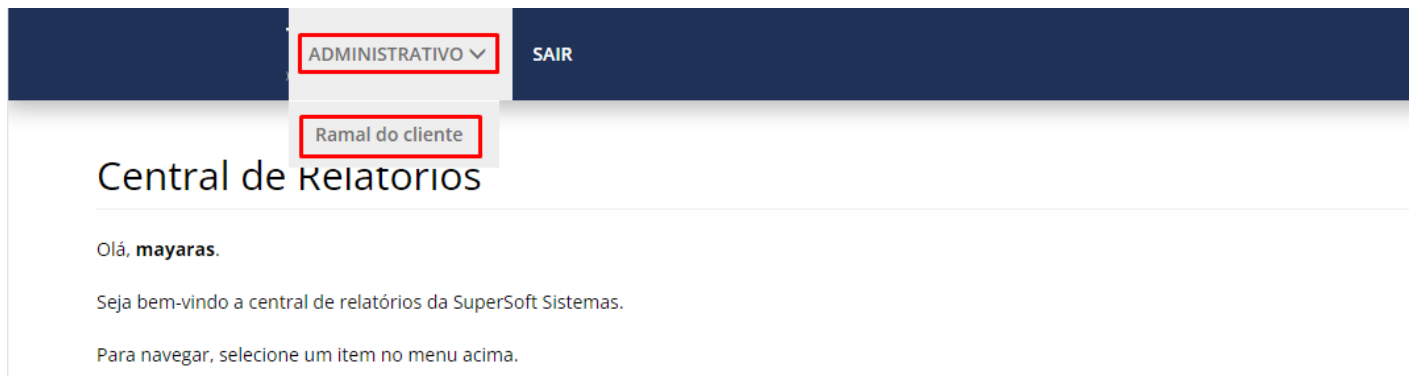 ADMINISTRATIVO SAIR
Ramal do cliente
Central de Relatórios
Olá, mayaras.
Seja bem-vindo a central de relatórios da SuperSoft Sistemas.
Para navegar, selecione um item no menu acima.